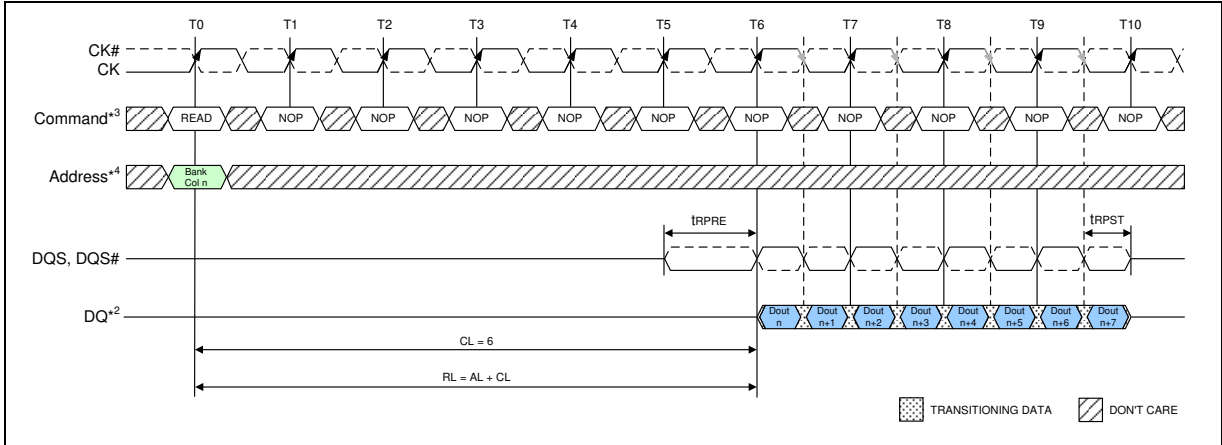 T0 T1 T2 T3 T4 T5 T6 T7 T8 T9 T10
CK#
CK
Command*3 READ NOP NOP NOP NOP NOP NOP NOP NOP NOP NOP
Address*4 Bank Col n
tRPRE tRPST
DQS, DQS#
DQ*2 Dout n Dout n+1 Dout n+2 Dout n+3 Dout n+4 Dout n+5 Dout n+6 Dout n+7
CL = 6
RL = AL + CL
TRANSITIONING DATA DON'T CARE